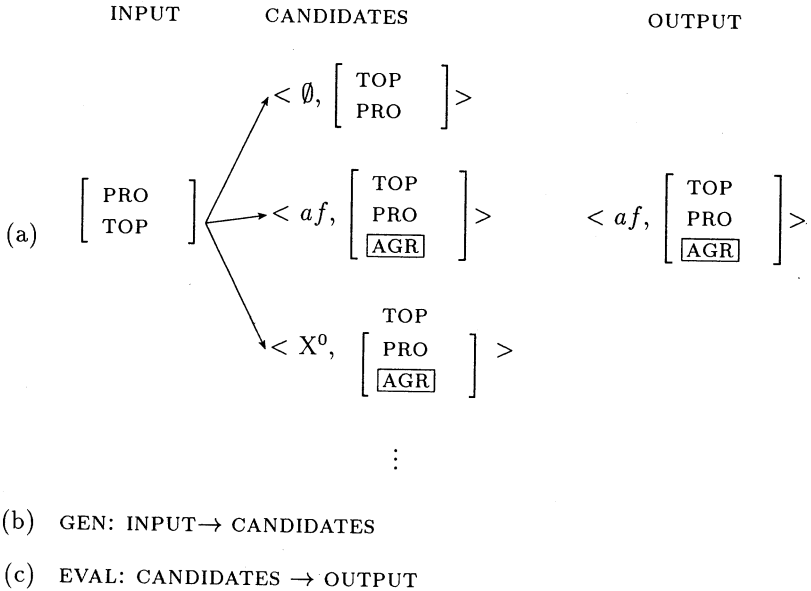 INPUT CANDIDATES OUTPUT
< ∅, [ TOP PRO ] >
(a) [ PRO TOP ] < af, [ TOP PRO AGR ] > < af, [ TOP PRO AGR ] >
< X⁰, [ TOP PRO AGR ] >
⋮
(b) GEN: INPUT→ CANDIDATES
(c) EVAL: CANDIDATES → OUTPUT